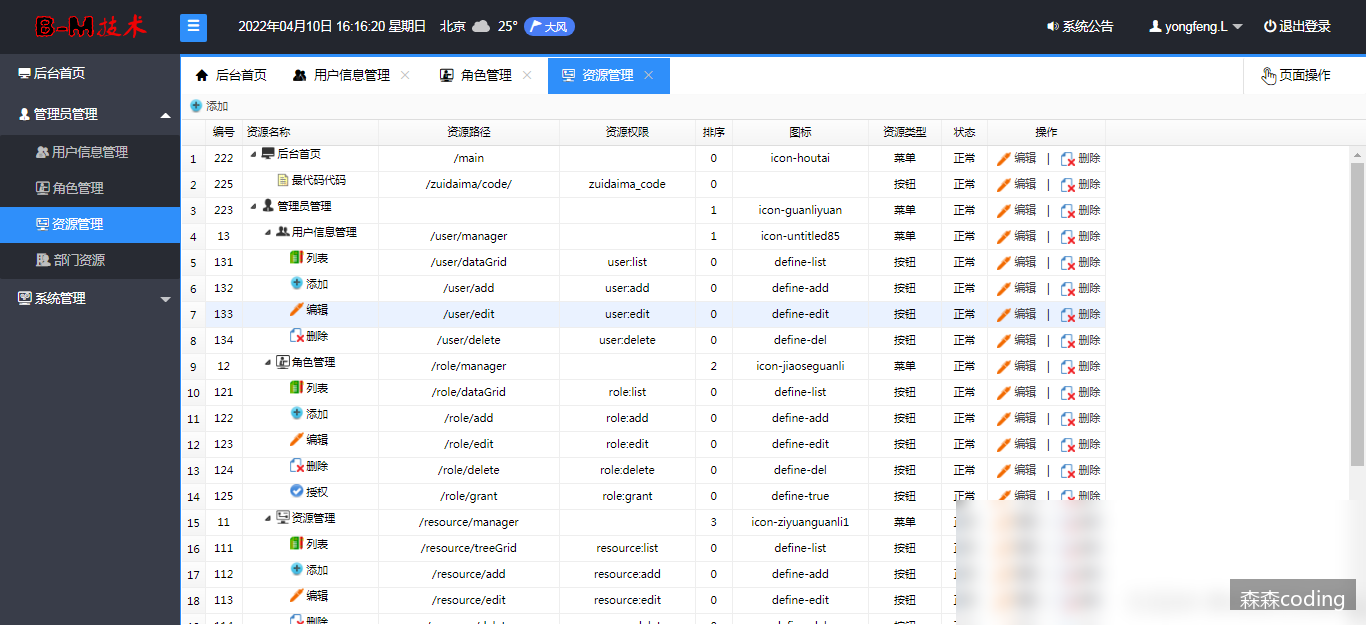 B-M技术 2022年04月10日 16:16:20 星期日 北京 25° 大风 系统公告 yongfeng.L 退出登录
后台首页
管理员管理
用户信息管理
角色管理
资源管理
部门资源
系统管理
后台首页 用户信息管理 角色管理 资源管理 页面操作
添加
编号 资源名称 资源路径 资源权限 排序 图标 资源类型 状态 操作
1 222 后台首页 /main 0 icon-houtai 菜单 正常 编辑 | 删除
2 225 最代码代码 /zuidaima/code/ zuidaima_code 0 按钮 正常 编辑 | 删除
3 223 管理员管理 1 icon-guanliyuan 菜单 正常 编辑 | 删除
4 13 用户信息管理 /user/manager 1 icon-untitled85 菜单 正常 编辑 | 删除
5 131 列表 /user/dataGrid user:list 0 define-list 按钮 正常 编辑 | 删除
6 132 添加 /user/add user:add 0 define-add 按钮 正常 编辑 | 删除
7 133 编辑 /user/edit user:edit 0 define-edit 按钮 正常 编辑 | 删除
8 134 删除 /user/delete user:delete 0 define-del 按钮 正常 编辑 | 删除
9 12 角色管理 /role/manager 2 icon-jiaoseguanli 菜单 正常 编辑 | 删除
10 121 列表 /role/dataGrid role:list 0 define-list 按钮 正常 编辑 | 删除
11 122 添加 /role/add role:add 0 define-add 按钮 正常 编辑 | 删除
12 123 编辑 /role/edit role:edit 0 define-edit 按钮 正常 编辑 | 删除
13 124 删除 /role/delete role:delete 0 define-del 按钮 正常 编辑 | 删除
14 125 授权 /role/grant role:grant 0 define-true 按钮 正常 编辑 | 删除
15 11 资源管理 /resource/manager 3 icon-ziyuanguanli1 菜单
16 111 列表 /resource/treeGrid resource:list 0 define-list 按钮
17 112 添加 /resource/add resource:add 0 define-add 按钮
18 113 编辑 /resource/edit resource:edit 0 define-edit 按钮
删除
森森coding